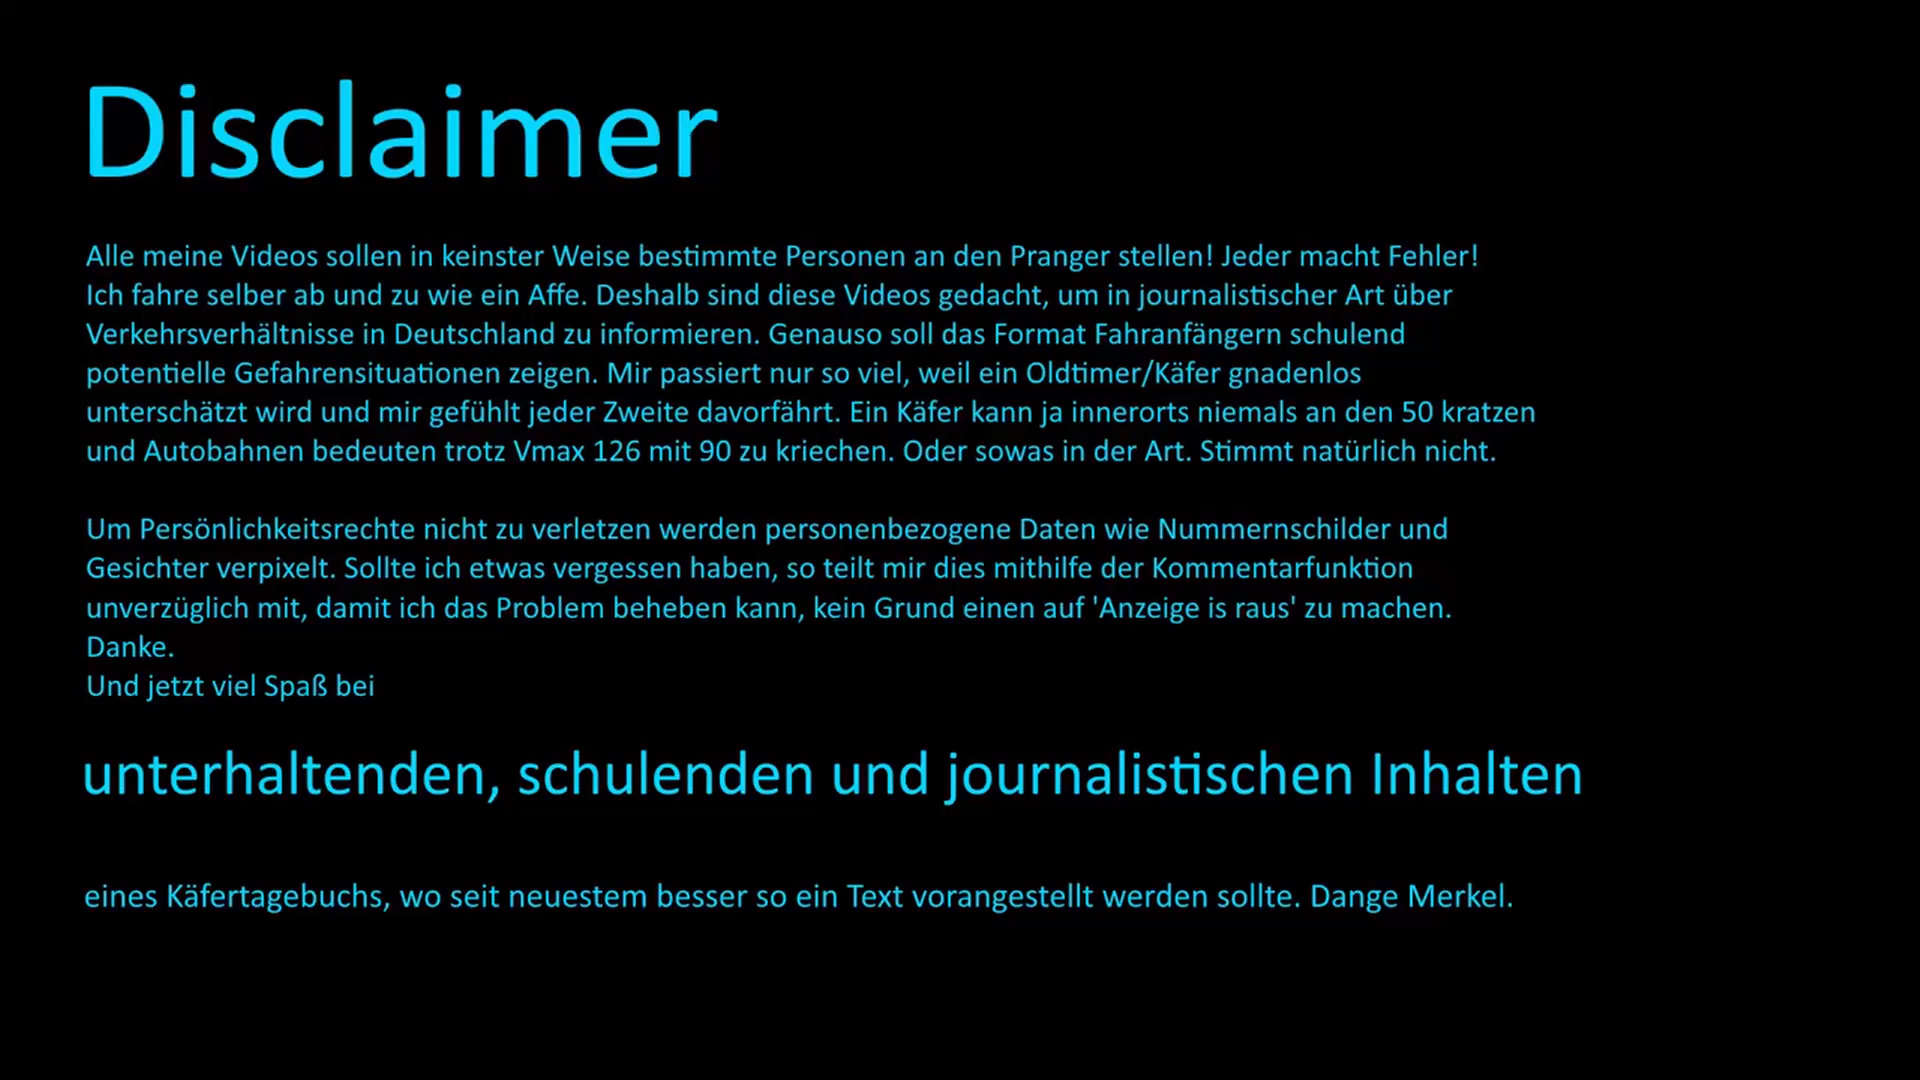 Disclaimer
Alle meine Videos sollen in keinster Weise bestimmte Personen an den Pranger stellen! Jeder macht Fehler!
Ich fahre selber ab und zu wie ein Affe. Deshalb sind diese Videos gedacht, um in journalistischer Art über
Verkehrsverhältnisse in Deutschland zu informieren. Genauso soll das Format Fahranfängern schulend
potentielle Gefahrensituationen zeigen. Mir passiert nur so viel, weil ein Oldtimer/Käfer gnadenlos
unterschätzt wird und mir gefühlt jeder Zweite davorfährt. Ein Käfer kann ja innerorts niemals an den 50 kratzen
und Autobahnen bedeuten trotz Vmax 126 mit 90 zu kriechen. Oder sowas in der Art. Stimmt natürlich nicht.
Um Persönlichkeitsrechte nicht zu verletzen werden personenbezogene Daten wie Nummernschilder und
Gesichter verpixelt. Sollte ich etwas vergessen haben, so teilt mir dies mithilfe der Kommentarfunktion
unverzüglich mit, damit ich das Problem beheben kann, kein Grund einen auf 'Anzeige is raus' zu machen.
Danke.
Und jetzt viel Spaß bei
unterhaltenden, schulenden und journalistischen Inhalten
eines Käfertagebuchs, wo seit neuestem besser so ein Text vorangestellt werden sollte. Dange Merkel.